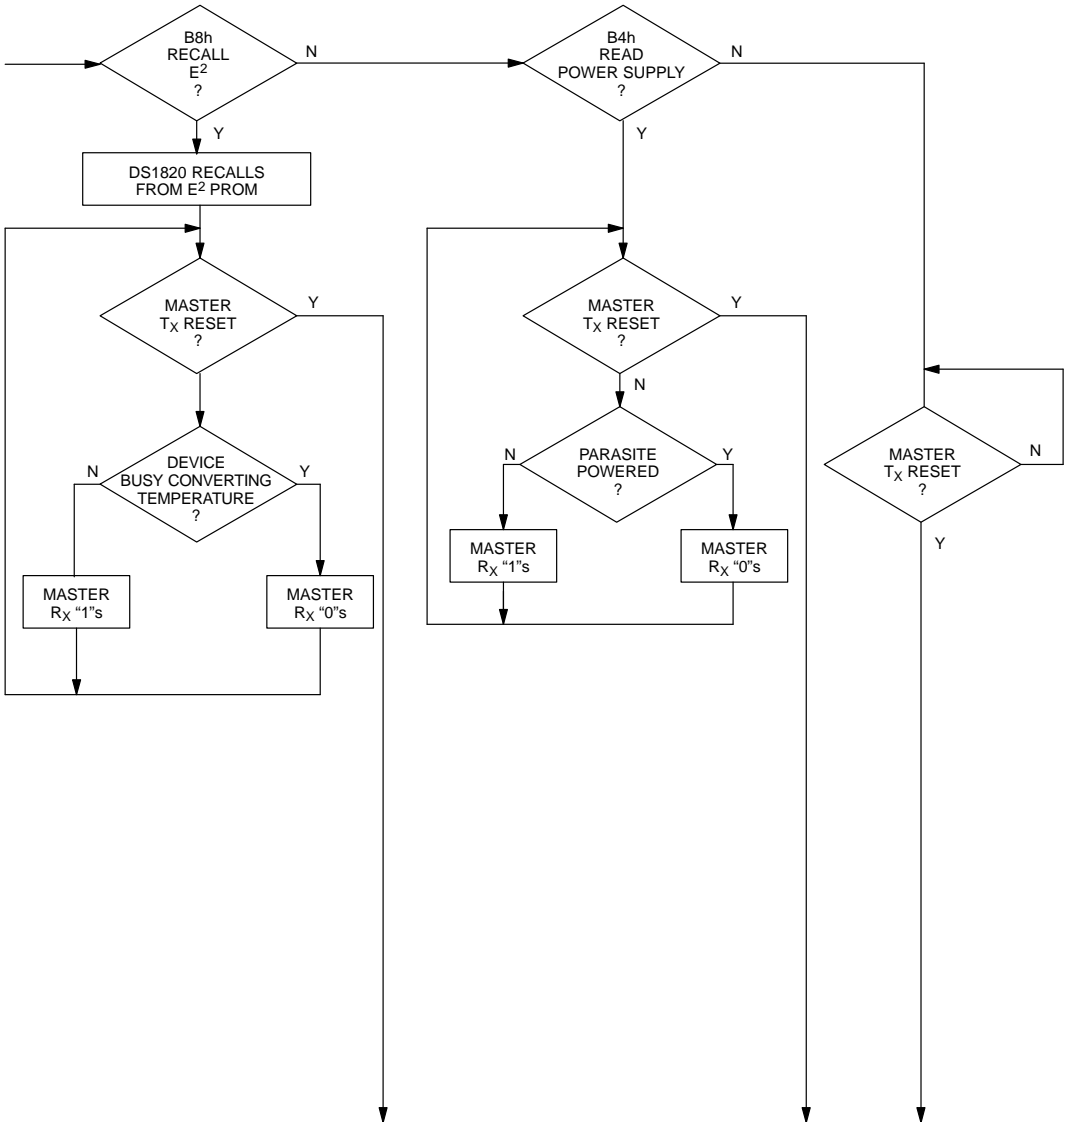 B8h
RECALL
E2
?
N
Y
B4h
READ
POWER SUPPLY
?
N
Y
DS1820 RECALLS
FROM E2 PROM
MASTER
TX RESET
?
Y
MASTER
TX RESET
?
Y
N
DEVICE
BUSY CONVERTING
TEMPERATURE
?
N
Y
PARASITE
POWERED
?
N
Y
MASTER
TX RESET
?
N
Y
MASTER
RX “1”s
MASTER
RX “0”s
MASTER
RX “1”s
MASTER
RX “0”s